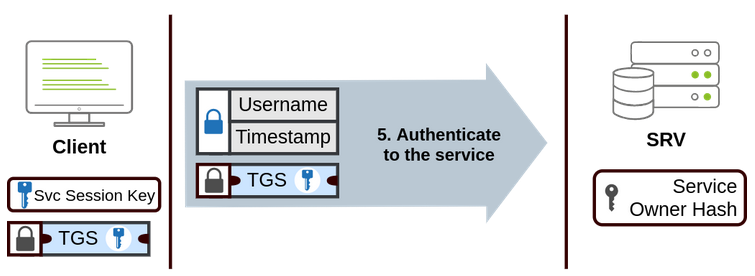 Client
Svc Session Key
TGS
Username
Timestamp
TGS
5. Authenticate
to the service
SRV
Service
Owner Hash